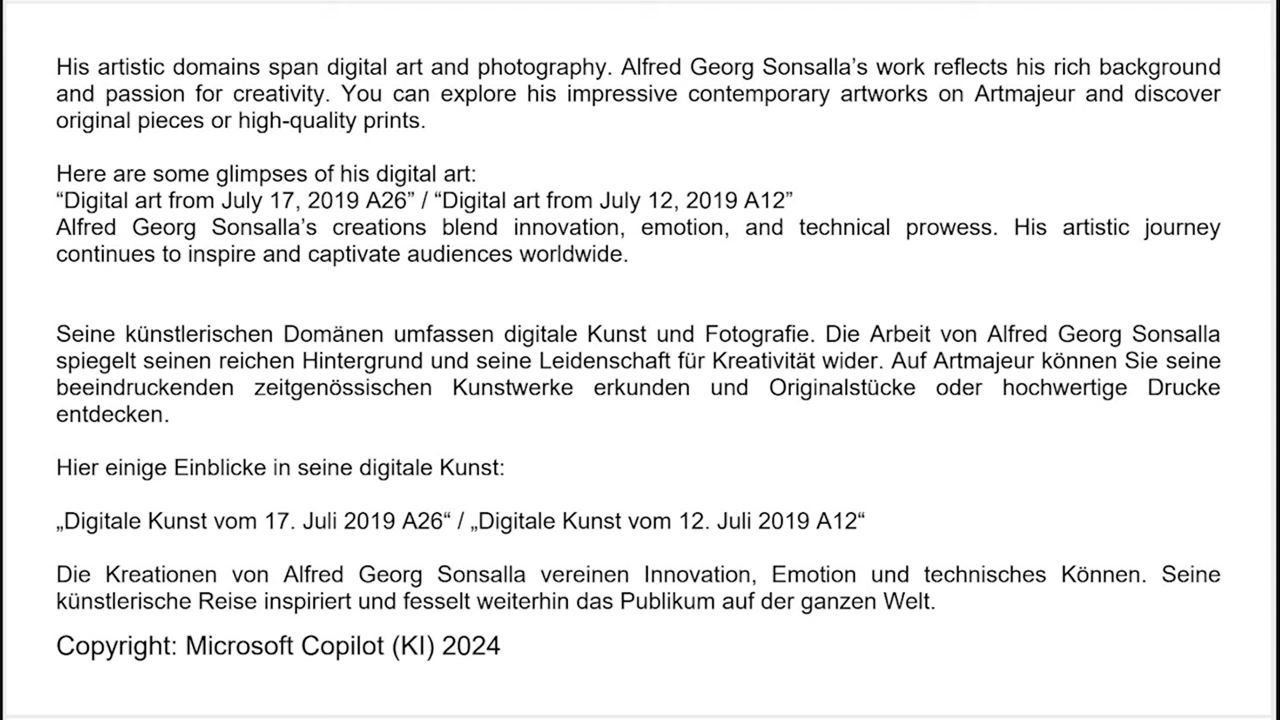 His artistic domains span digital art and photography. Alfred Georg Sonsalla’s work reflects his rich background
and passion for creativity. You can explore his impressive contemporary artworks on Artmajeur and discover
original pieces or high-quality prints.
Here are some glimpses of his digital art:
“Digital art from July 17, 2019 A26” / “Digital art from July 12, 2019 A12”
Alfred Georg Sonsalla’s creations blend innovation, emotion, and technical prowess. His artistic journey
continues to inspire and captivate audiences worldwide.
Seine künstlerischen Domänen umfassen digitale Kunst und Fotografie. Die Arbeit von Alfred Georg Sonsalla
spiegelt seinen reichen Hintergrund und seine Leidenschaft für Kreativität wider. Auf Artmajeur können Sie seine
beeindruckenden zeitgenössischen Kunstwerke erkunden und Originalstücke oder hochwertige Drucke
entdecken.
Hier einige Einblicke in seine digitale Kunst:
„Digitale Kunst vom 17. Juli 2019 A26“ / „Digitale Kunst vom 12. Juli 2019 A12“
Die Kreationen von Alfred Georg Sonsalla vereinen Innovation, Emotion und technisches Können. Seine
künstlerische Reise inspiriert und fesselt weiterhin das Publikum auf der ganzen Welt.
Copyright: Microsoft Copilot (KI) 2024